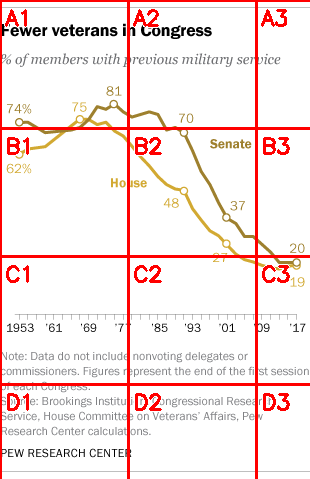 A1
A2
A3
Fewer veterans in Congress
% of members with previous military service
81
74%
75
70
B1
B2
B3
Senate
62%
House
48
37
20
27
C1
C2
C3
19
1953 '61 '69 '77 '85 '93 '01 '09 '17
Note: Data do not include nonvoting delegates or
commissioners. Figures represent the end of the first session
of each Congress.
D1
D2
D3
Source: Brookings Institution, Congressional Research
Service, House Committee on Veterans' Affairs, Pew
Research Center calculations.
PEW RESEARCH CENTER